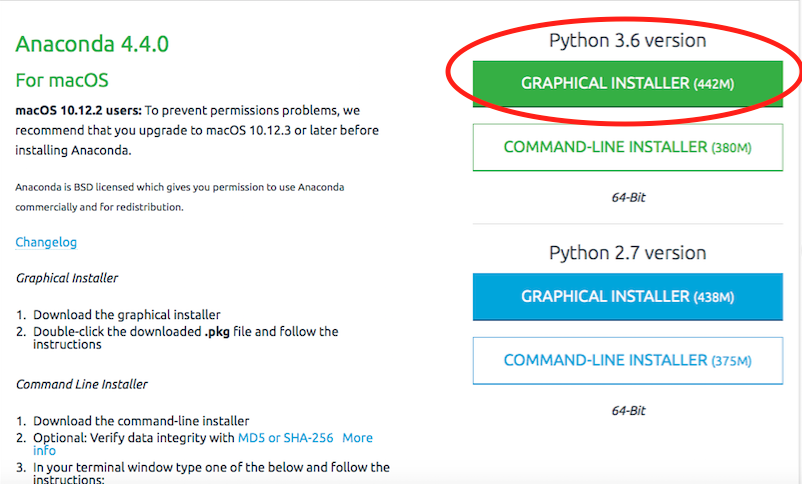 Anaconda 4.4.0
For macOS
macOS 10.12.2 users: To prevent permissions problems, we
recommend that you upgrade to macOS 10.12.3 or later before
installing Anaconda.
Anaconda is BSD licensed which gives you permission to use Anaconda
commercially and for redistribution.
Changelog
Graphical Installer
1. Download the graphical installer
2. Double-click the downloaded .pkg file and follow the
instructions
Command Line Installer
1. Download the command-line installer
2. Optional: Verify data integrity with MD5 or SHA-256 More
info
3. In your terminal window type one of the below and follow the
instructions:
Python 3.6 version
GRAPHICAL INSTALLER (442M)
COMMAND-LINE INSTALLER (380M)
64-Bit
Python 2.7 version
GRAPHICAL INSTALLER (438M)
COMMAND-LINE INSTALLER (375M)
64-Bit